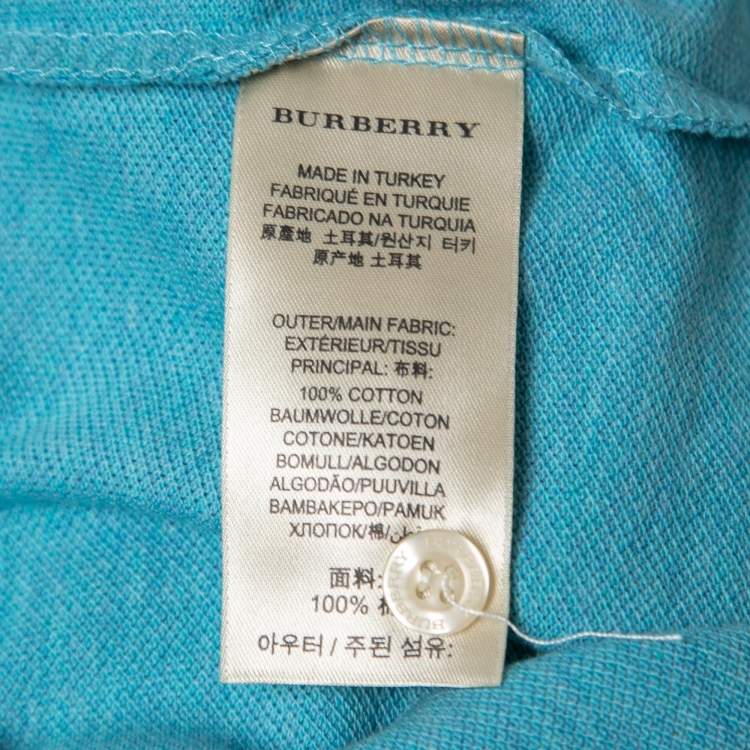 BURBERRY
MADE IN TURKEY
FABRIQUÉ EN TURQUIE
FABRICADO NA TURQUIA
原產地 土耳其/원산지 터키
原产地 土耳其
OUTER/MAIN FABRIC:
EXTÉRIEUR/TISSU
PRINCIPAL: 布料:
100% COTTON
BAUMWOLLE/COTON
COTONE/KATOEN
BOMULL/ALGODON
ALGODÃO/PUUVILLA
BAMBAKEPO/PAMUK
ХЛОПОК/棉/
面料:
100%
BURBERRY
아우터 / 주된 섬유: